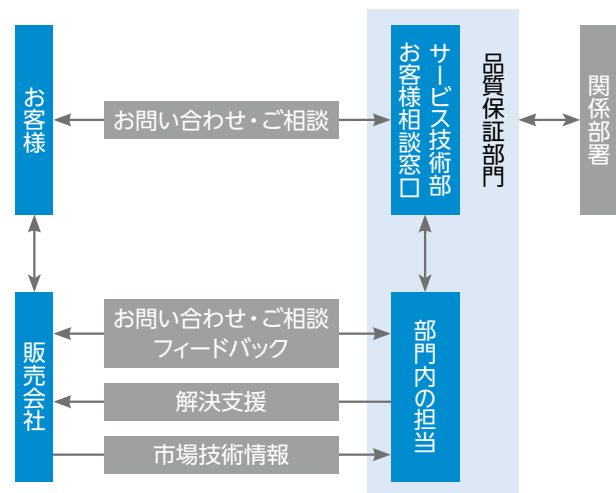 お客様
お問い合わせ・ご相談
サービス技術部
お客様相談窓口
品質保証部門
関係部署
販売会社
お問い合わせ・ご相談
フィードバック
解決支援
市場技術情報
部門内の担当